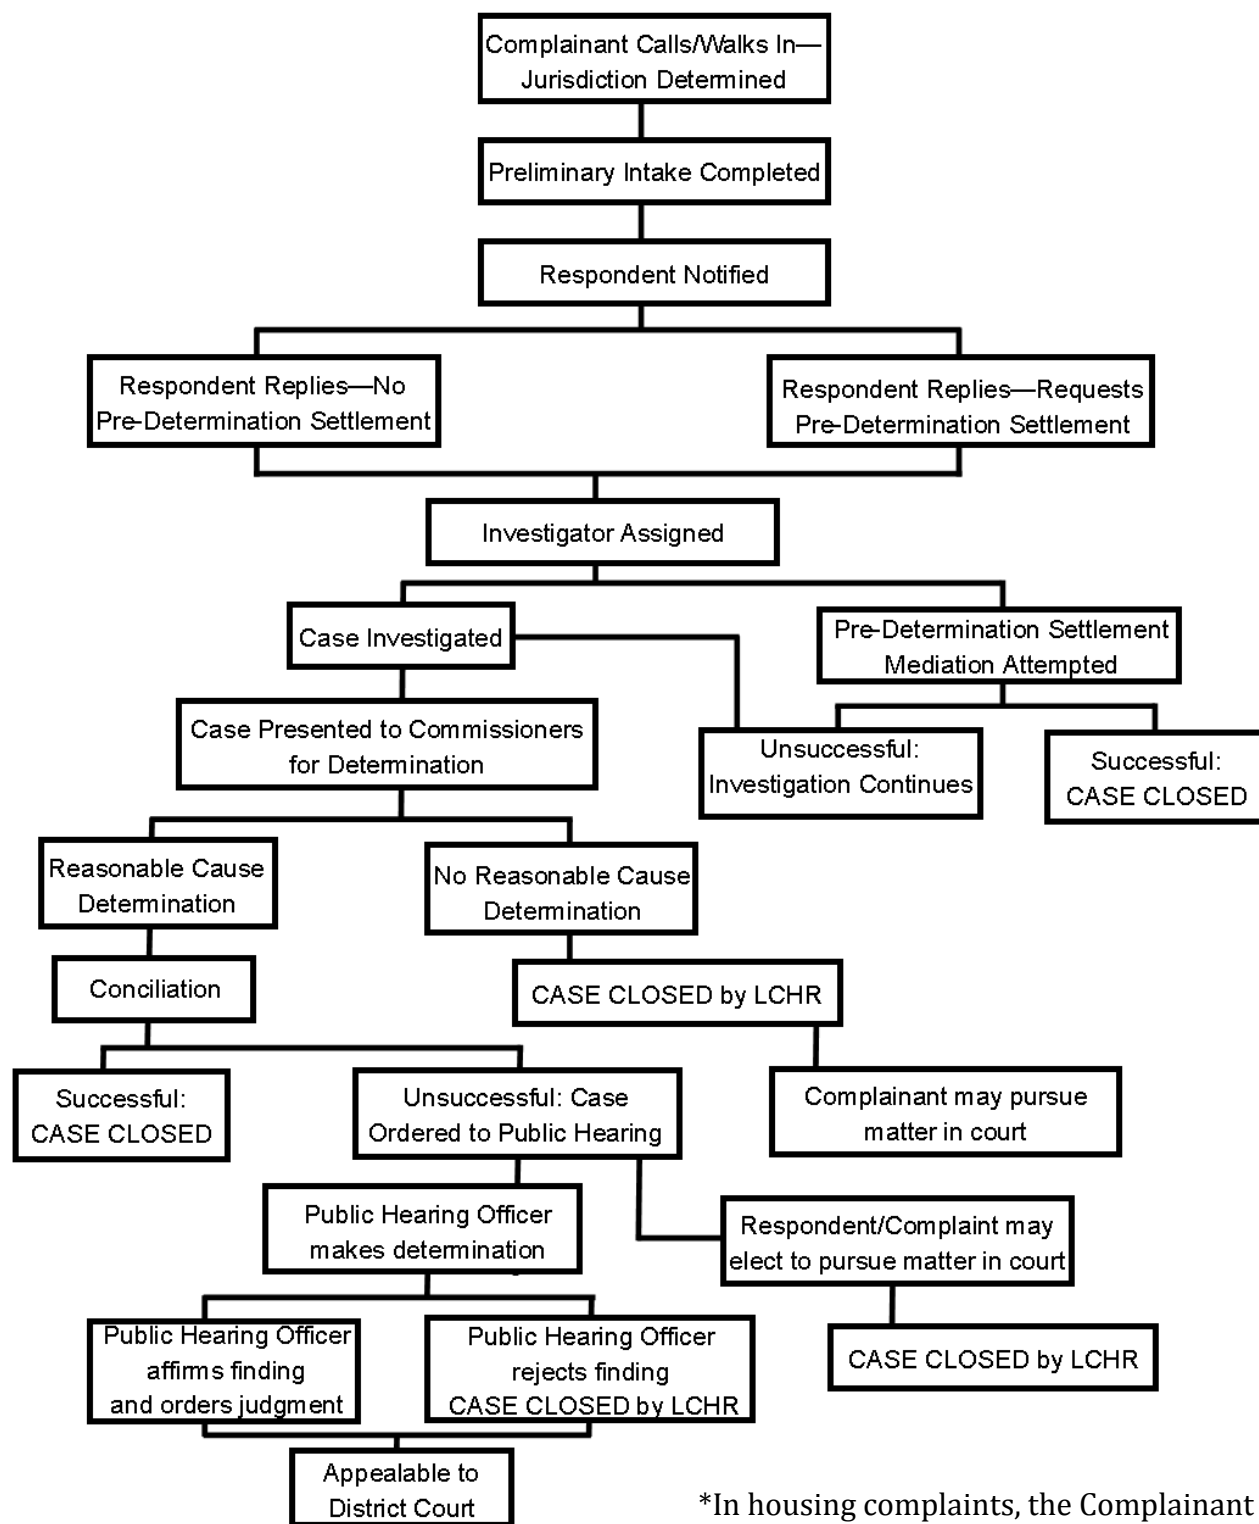 Complainant Calls/Walks In—
Jurisdiction Determined
Preliminary Intake Completed
Respondent Notified
Respondent Replies—No
Pre-Determination Settlement
Respondent Replies—Requests
Pre-Determination Settlement
Investigator Assigned
Case Investigated
Pre-Determination Settlement
Mediation Attempted
Case Presented to Commissioners
for Determination
Unsuccessful:
Investigation Continues
Successful:
CASE CLOSED
Reasonable Cause
Determination
No Reasonable Cause
Determination
Conciliation
CASE CLOSED by LCHR
Successful:
CASE CLOSED
Unsuccessful: Case
Ordered to Public Hearing
Complainant may pursue
matter in court
Public Hearing Officer
makes determination
Respondent/Complaint may
elect to pursue matter in court
Public Hearing Officer
affirms finding
and orders judgment
Public Hearing Officer
rejects finding
CASE CLOSED by LCHR
CASE CLOSED by LCHR
Appealable to
District Court
*In housing complaints, the Complainant